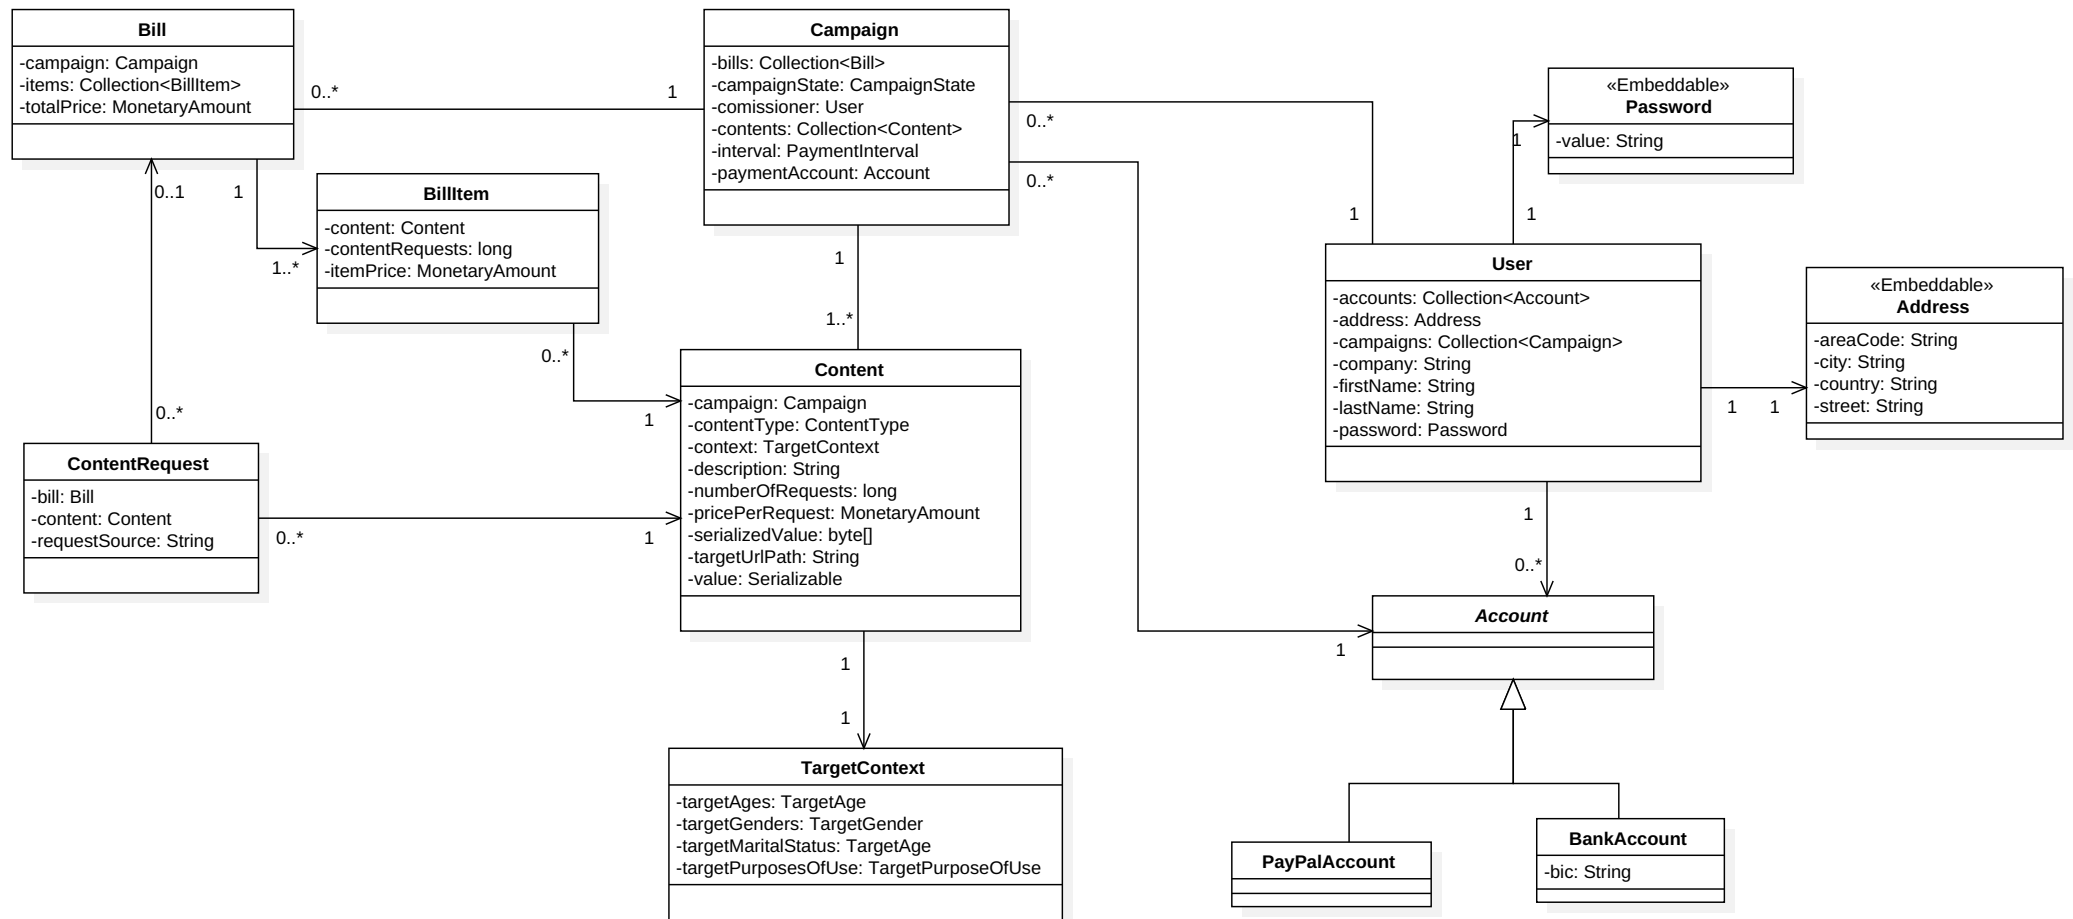 Bill
-campaign: Campaign
-items: Collection<BillItem>
-totalPrice: MonetaryAmount
0..*
1
Campaign
-bills: Collection<Bill>
-campaignState: CampaignState
-comissioner: User
-contents: Collection<Content>
-interval: PaymentInterval
-paymentAccount: Account
0..*
0..*
«Embeddable»
Password
-value: String
1
1
1
0..1
1
1..*
BillItem
-content: Content
-contentRequests: long
-itemPrice: MonetaryAmount
0..*
1
1
1..*
User
-accounts: Collection<Account>
-address: Address
-campaigns: Collection<Campaign>
-company: String
-firstName: String
-lastName: String
-password: Password
1
1
«Embeddable»
Address
-areaCode: String
-city: String
-country: String
-street: String
0..*
ContentRequest
-bill: Bill
-content: Content
-requestSource: String
0..*
1
Content
-campaign: Campaign
-contentType: ContentType
-context: TargetContext
-description: String
-numberOfRequests: long
-pricePerRequest: MonetaryAmount
-serializedValue: byte[]
-targetUrlPath: String
-value: Serializable
1
0..*
1
Account
1
1
TargetContext
-targetAges: TargetAge
-targetGenders: TargetGender
-targetMaritalStatus: TargetAge
-targetPurposesOfUse: TargetPurposeOfUse
PayPalAccount
BankAccount
-bic: String